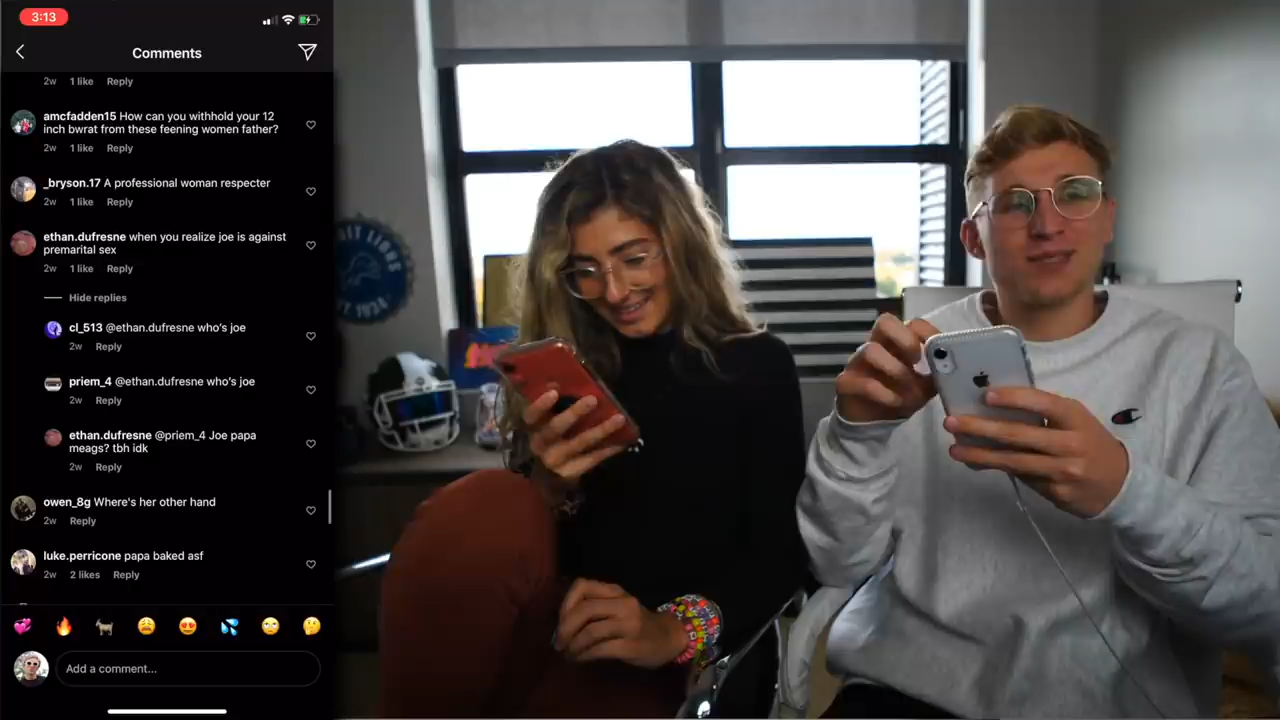 3:13
Comments
2w 1 like Reply
amcfadden15 How can you withhold your 12
inch bwrat from these feening women father?
2w 1 like Reply
_bryson.17 A professional woman respecter
2w 1 like Reply
ethan.dufresne when you realize joe is against
premarital sex
2w 1 like Reply
Hide replies
cl_513 @ethan.dufresne who's joe
2w Reply
priem_4 @ethan.dufresne who's joe
2w Reply
ethan.dufresne @priem_4 Joe papa
meags? tbh idk
2w Reply
owen_8g Where's her other hand
2w Reply
luke.perricone papa baked asf
2w 2 likes Reply
Add a comment...